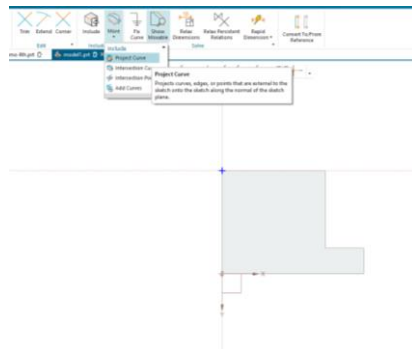 Trim Extend Corner Include More Fix Curve Show Movable Relax Dimensions Relax Persistent Relations Rapid Dimension Convert To/From Reference
Edit Include Solve
model1.prt
Include
Project Curve
Intersection Cu
Intersection Poi
Add Curves
Project Curve
Projects curves, edges, or points that are external to the
sketch onto the sketch along the normal of the sketch
plane.
X